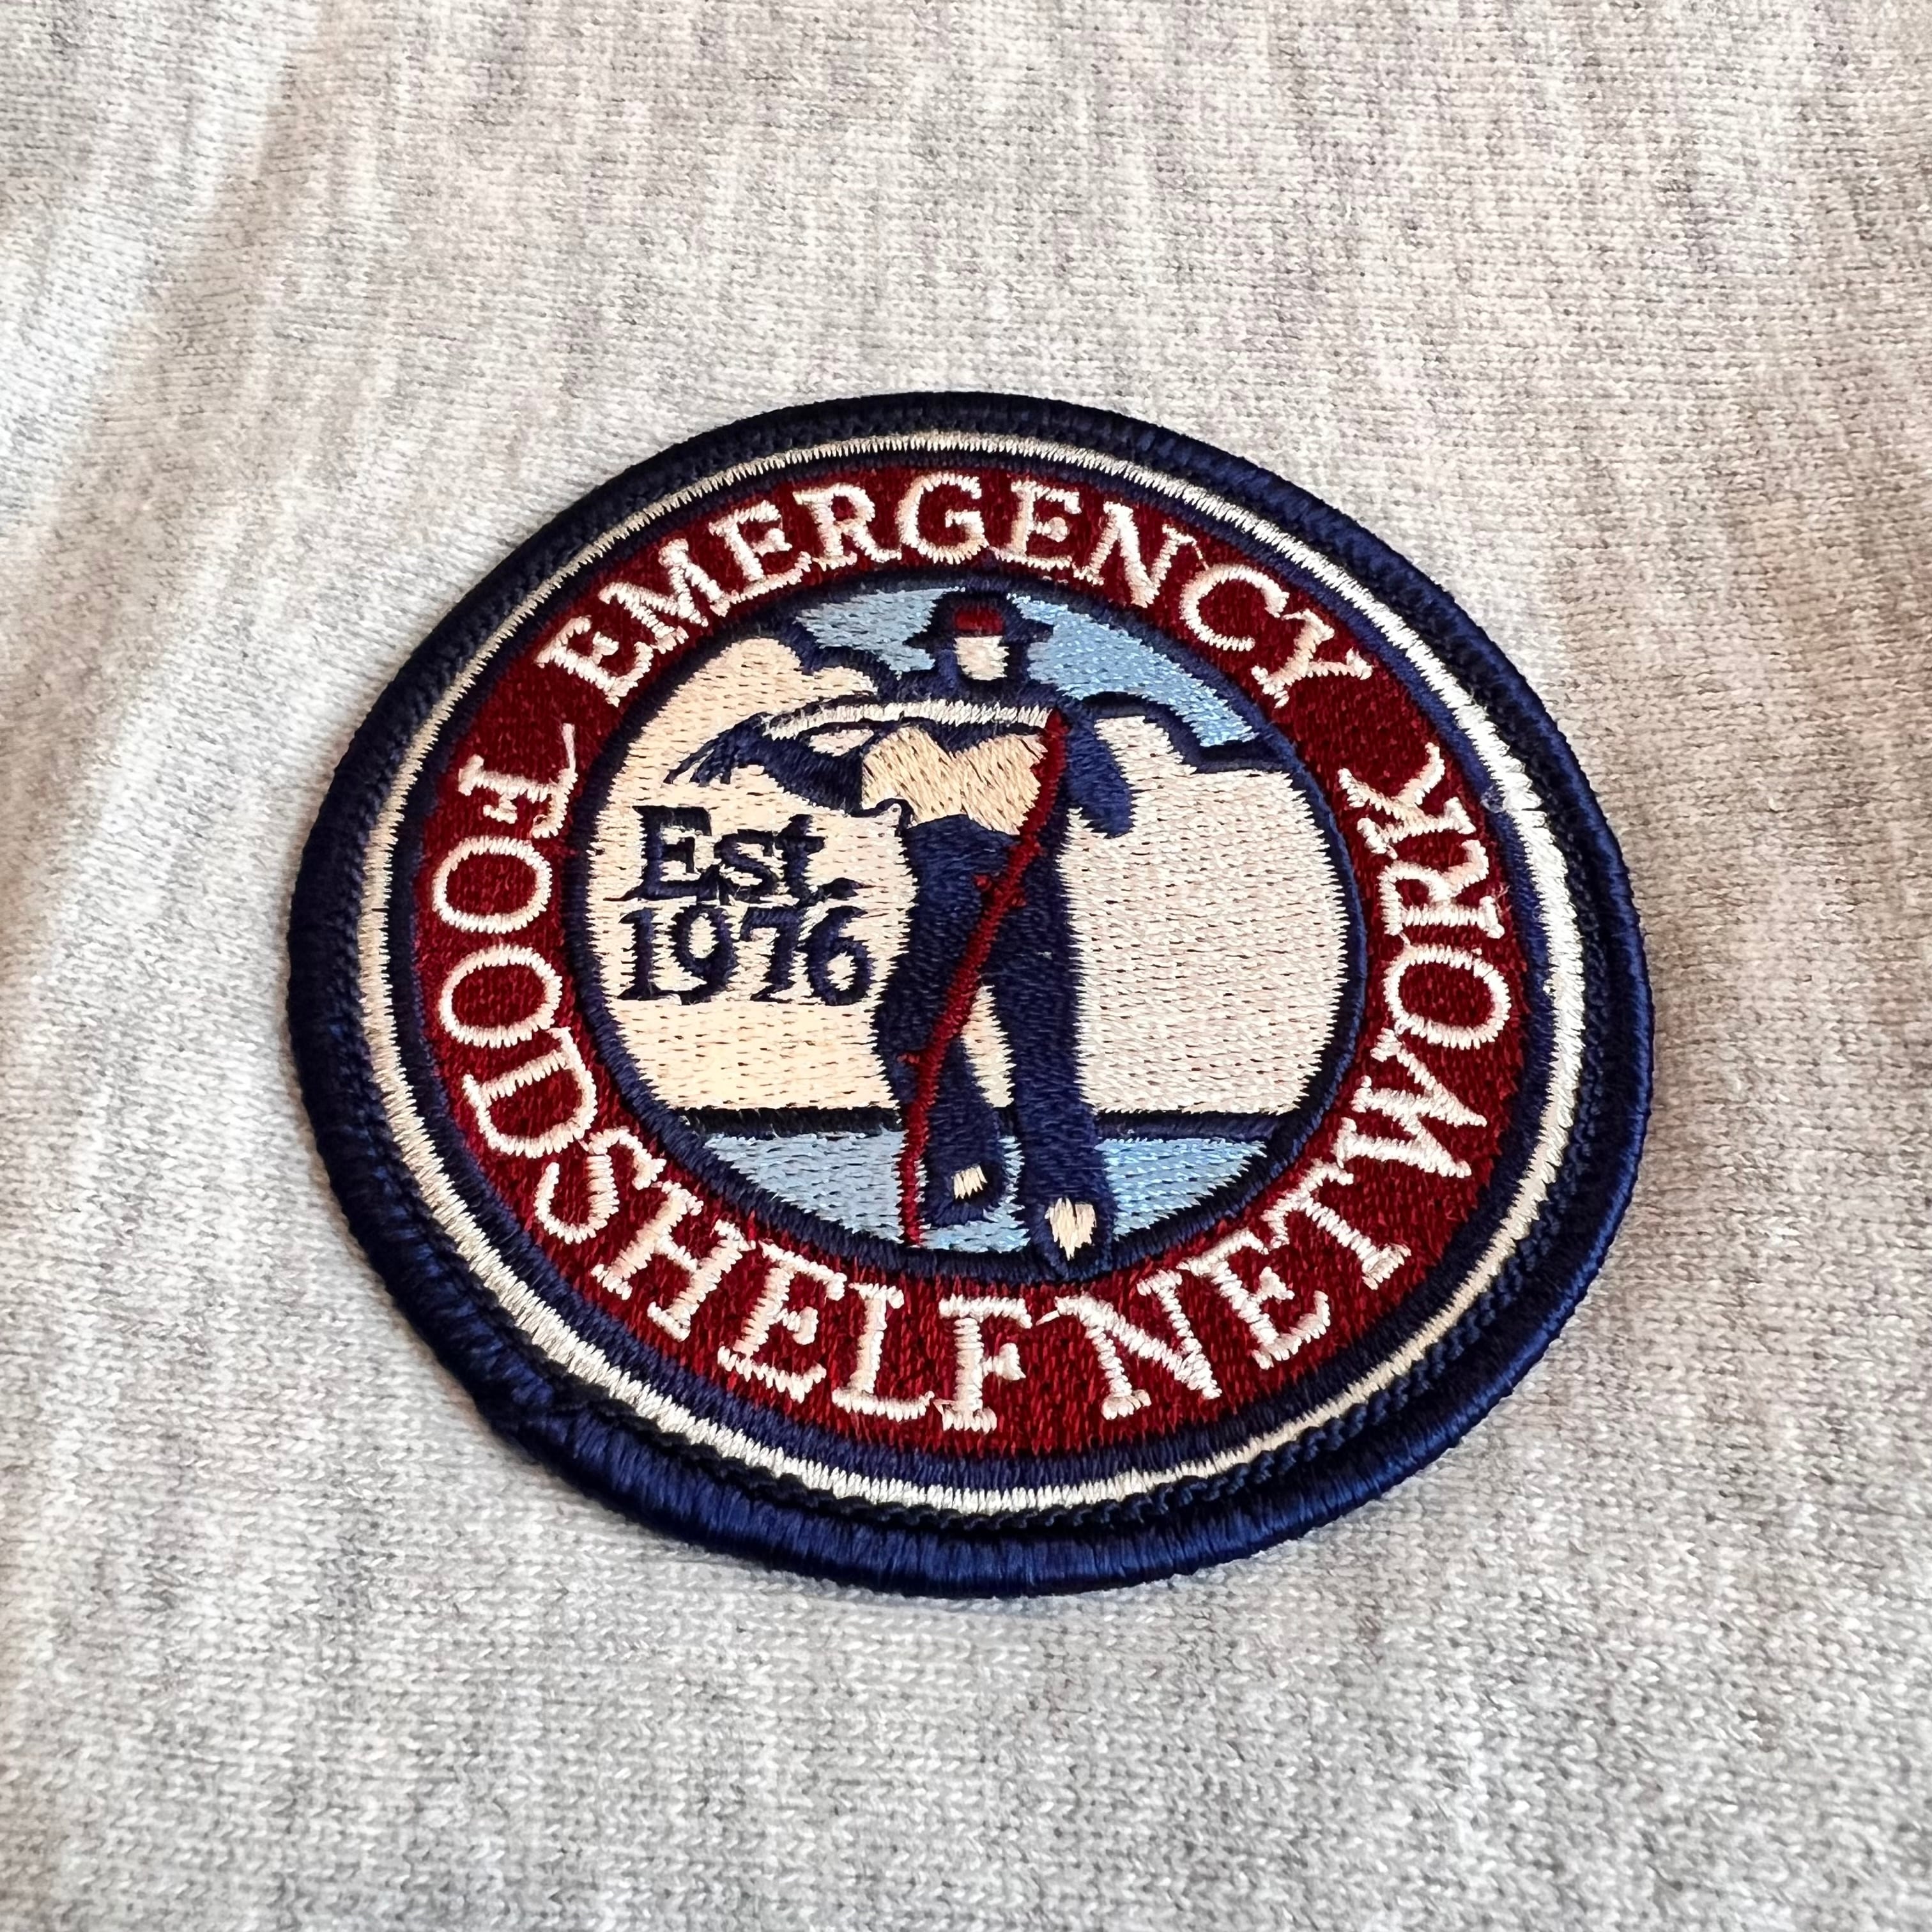 EMERGENCY
FOODSHELF NETWORK
Est.
1976